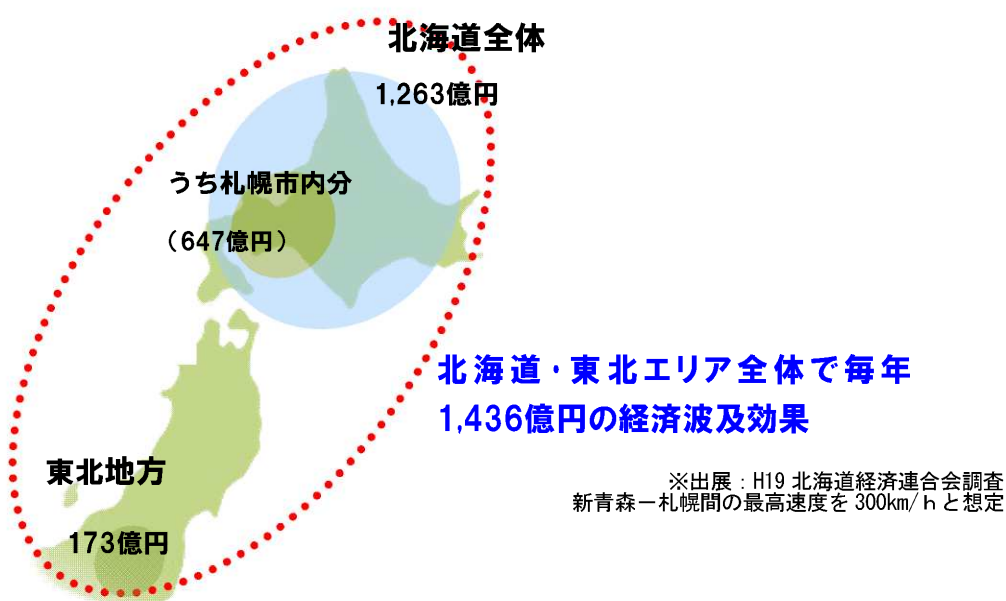 北海道全体
1,263億円
うち札幌市内分
（647億円）
北海道・東北エリア全体で毎年
1,436億円の経済波及効果
東北地方
173億円
※出展：H19 北海道経済連合会調査
新青森－札幌間の最高速度を 300km/ｈと想定